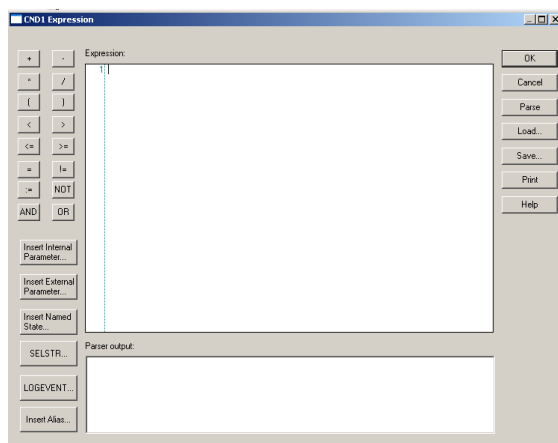 CND1 Expression
Expression:
1
+ -
* /
( )
< >
<= >=
= !=
:= NOT
AND OR
Insert Internal
Parameter...
Insert External
Parameter...
Insert Named
State...
SELSTR...
LOGEVENT...
Insert Alias...
Parser output:
OK
Cancel
Parse
Load...
Save...
Print
Help